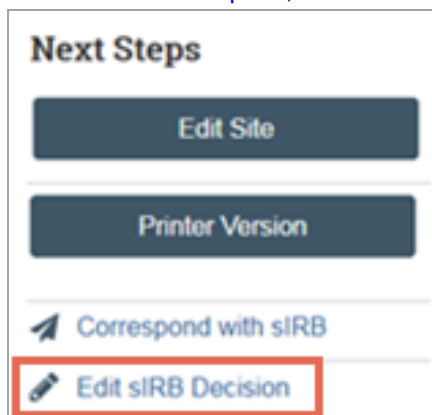 Next Steps
Edit Site
Printer Version
Correspond with sIRB
Edit sIRB Decision